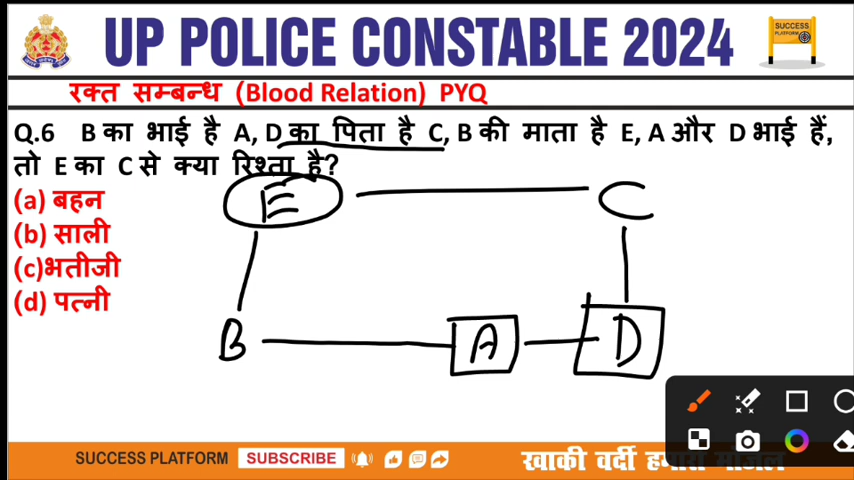 UP POLICE CONSTABLE 2024
SUCCESS
PLATFORM
रक्त सम्बन्ध (Blood Relation) PYQ
Q.6 B का भाई है A, D का पिता है C, B की माता है E, A और D भाई हैं,
तो E का C से क्या रिश्ता है?
(a) बहन
(b) साली
(c)भतीजी
(d) पत्नी
E C
B A D
SUCCESS PLATFORM SUBSCRIBE खाकी वर्दी हमारी मंजिल